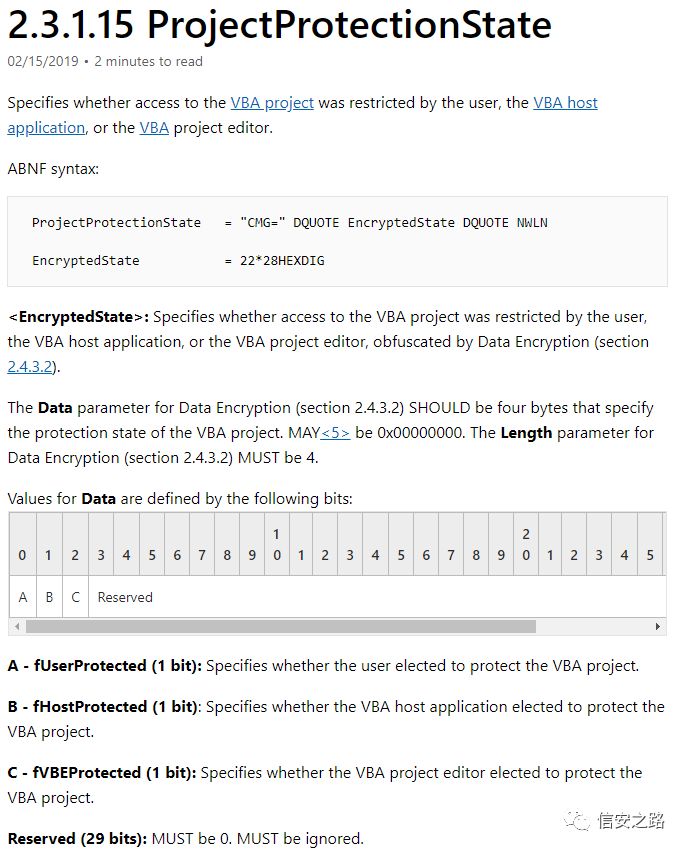 2.3.1.15 ProjectProtectionState
02/15/2019 • 2 minutes to read
Specifies whether access to the VBA project was restricted by the user, the VBA host
application, or the VBA project editor.
ABNF syntax:
ProjectProtectionState = "CMG=" DQUOTE EncryptedState DQUOTE NWLN
EncryptedState = 22*28HEXDIG
<EncryptedState>: Specifies whether access to the VBA project was restricted by the user,
the VBA host application, or the VBA project editor, obfuscated by Data Encryption (section
2.4.3.2).
The Data parameter for Data Encryption (section 2.4.3.2) SHOULD be four bytes that specify
the protection state of the VBA project. MAY<5> be 0x00000000. The Length parameter for
Data Encryption (section 2.4.3.2) MUST be 4.
Values for Data are defined by the following bits:
0 1 2 3 4 5 6 7 8 9 10 1 2 3 4 5 6 7 8 9 20 1 2 3 4 5
A B C Reserved
A - fUserProtected (1 bit): Specifies whether the user elected to protect the VBA project.
B - fHostProtected (1 bit): Specifies whether the VBA host application elected to protect the
VBA project.
C - fVBEProtected (1 bit): Specifies whether the VBA project editor elected to protect the
VBA project.
Reserved (29 bits): MUST be 0. MUST be ignored.
信安之路